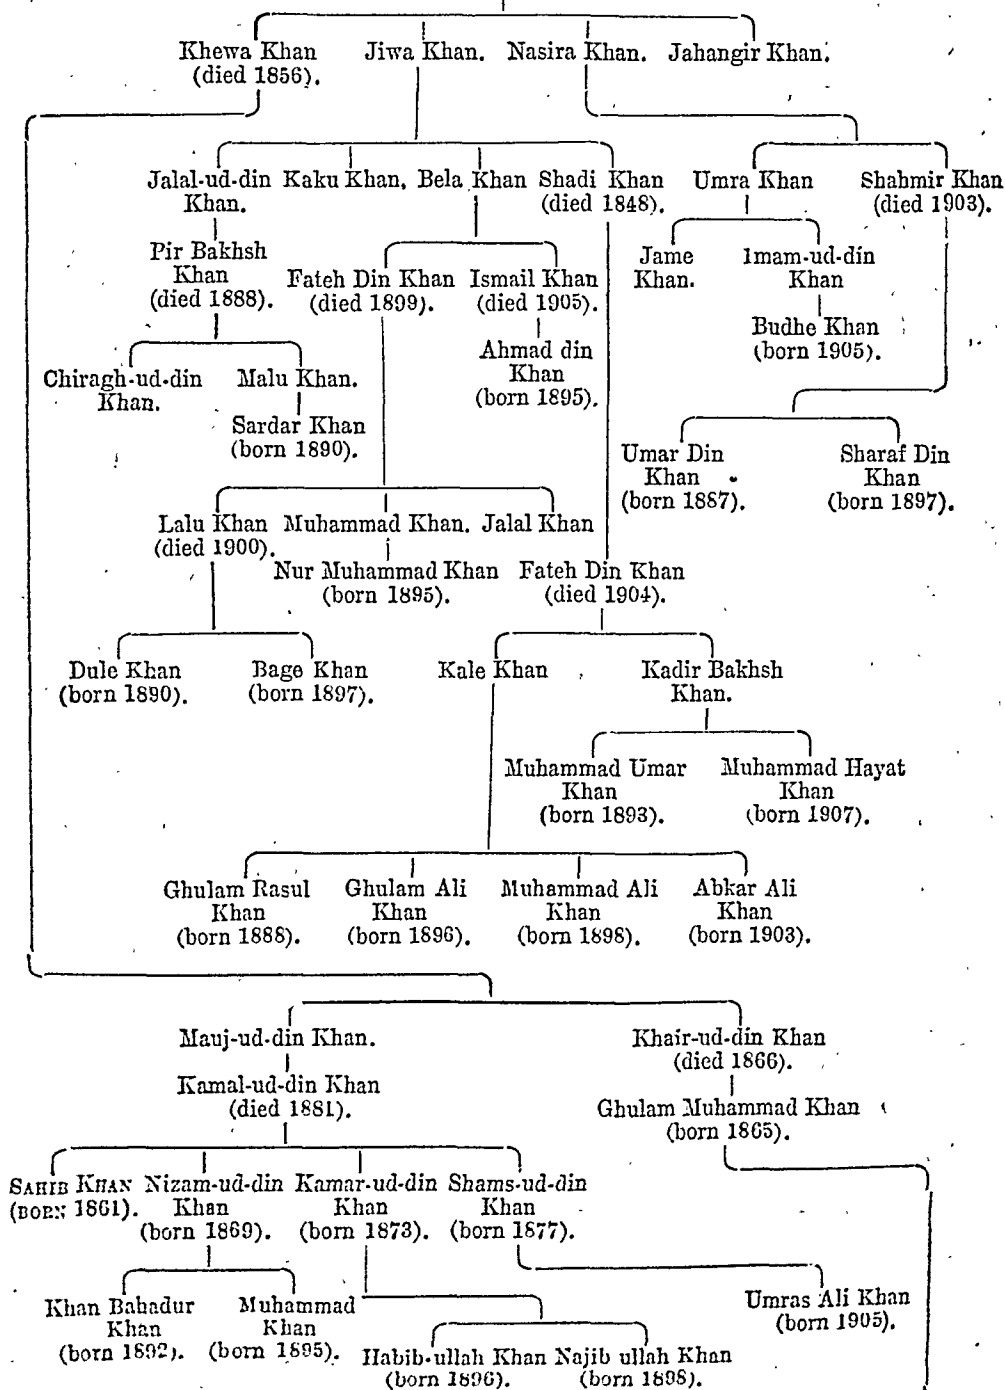 Khewa Khan Jiwa Khan. Nasira Khan. Jahangir Khan.
(died 1856).
Jalal-ud-din Kaku Khan. Bela Khan Shadi Khan Umra Khan Shahmir Khan
Khan. (died 1848). (died 1903).
Pir Bakhsh Jame Imam-ud-din
Khan Fateh Din Khan Ismail Khan Khan. Khan
(died 1888). (died 1899). (died 1905).
Budhe Khan
(born 1905).
Ahmad din
Chiragh-ud-din Malu Khan. Khan
Khan. (born 1895).
Sardar Khan Umar Din Sharaf Din
(born 1890). Khan Khan
(born 1887). (born 1897).
Lalu Khan Muhammad Khan. Jalal Khan
(died 1900).
Nur Muhammad Khan Fateh Din Khan
(born 1895). (died 1904).
Dule Khan Bage Khan Kale Khan Kadir Bakhsh
(born 1890). (born 1897). Khan.
Muhammad Umar Muhammad Hayat
Khan Khan
(born 1893). (born 1907).
Ghulam Rasul Ghulam Ali Muhammad Ali Abkar Ali
Khan Khan Khan Khan
(born 1888). (born 1896). (born 1898). (born 1903).
Mauj-ud-din Khan. Khair-ud-din Khan
(died 1866).
Kamal-ud-din Khan
(died 1881). Ghulam Muhammad Khan
(born 1865).
SAHIB KHAN Nizam-ud-din Kamar-ud-din Shams-ud-din
(BORN 1861). Khan Khan Khan
(born 1869). (born 1873). (born 1877).
Khan Bahadur Muhammad Umras Ali Khan
Khan Khan (born 1905).
(born 1892). (born 1895). Habib-ullah Khan Najib ullah Khan
(born 1896). (born 1898).